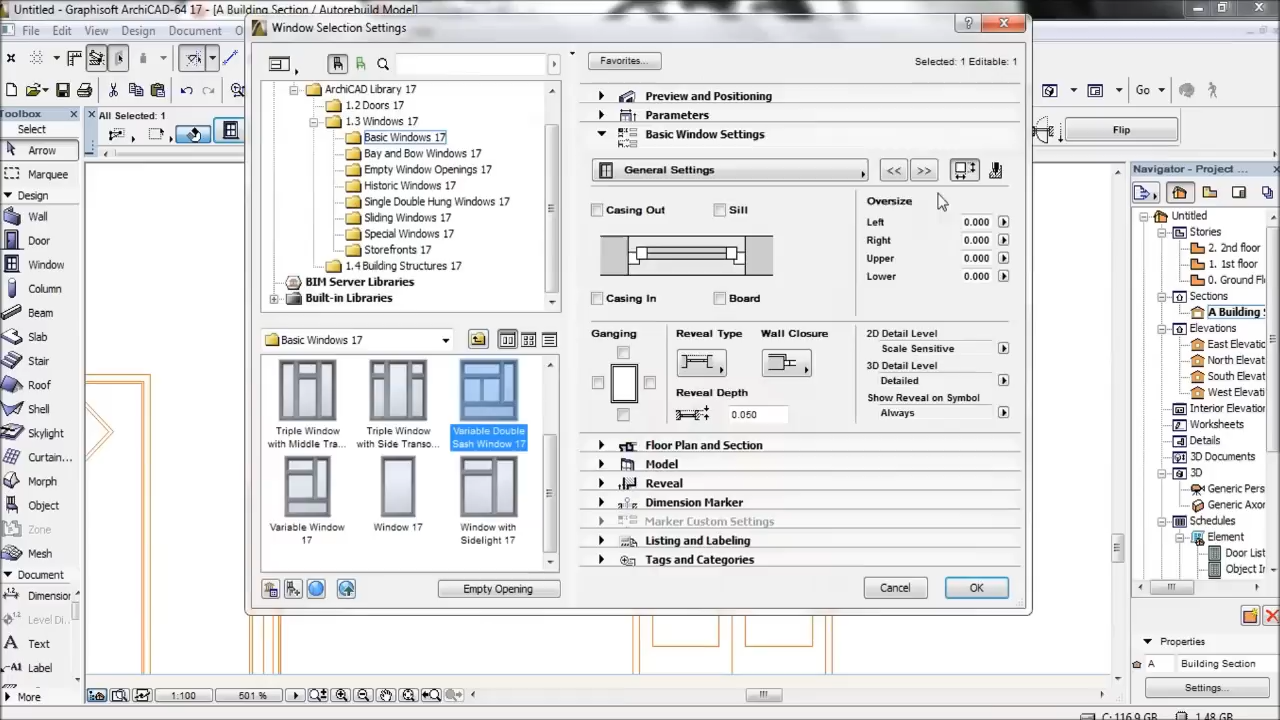 Untitled - Graphisoft ArchiCAD-64 17 - [A Building Section / Autorebuild Model]
File Edit View Design Document
Window Selection Settings
Toolbox
Select
Arrow
Marquee
Design
Wall
Door
Window
Column
Beam
Slab
Stair
Roof
Shell
Skylight
Curtain...
Morph
Object
Zone
Mesh
Document
Dimension
Level Di
Text
Label
More
All Selected: 1
ArchiCAD Library 17
1.2 Doors 17
1.3 Windows 17
Basic Windows 17
Bay and Bow Windows 17
Empty Window Openings 17
Historic Windows 17
Single Double Hung Windows 17
Sliding Windows 17
Special Windows 17
Storefronts 17
1.4 Building Structures 17
BIM Server Libraries
Built-in Libraries
Basic Windows 17
Triple Window with Middle Tra...
Triple Window with Side Transo...
Variable Double Sash Window 17
Variable Window 17
Window 17
Window with Sidelight 17
Empty Opening
Favorites...
Selected: 1 Editable: 1
Preview and Positioning
Parameters
Basic Window Settings
General Settings
<< >>
Casing Out
Sill
Casing In
Board
Oversize
Left 0.000
Right 0.000
Upper 0.000
Lower 0.000
Ganging
Reveal Type
Wall Closure
Reveal Depth
0.050
2D Detail Level
Scale Sensitive
3D Detail Level
Detailed
Show Reveal on Symbol
Always
Floor Plan and Section
Model
Reveal
Dimension Marker
Marker Custom Settings
Listing and Labeling
Tags and Categories
Cancel
OK
Go
Flip
Navigator - Project
Untitled
Stories
2. 2nd floor
1. 1st floor
0. Ground Fl
Sections
A Building S
Elevations
East Elevat
North Elevat
South Elevat
West Elevat
Interior Elevation
Worksheets
Details
3D Documents
3D
Generic Pers
Generic Axon
Schedules
Element
Door List
Object In
Properties
A Building Section
Settings...
1:100
501 %
C: 116.9 GB
1.48 GB